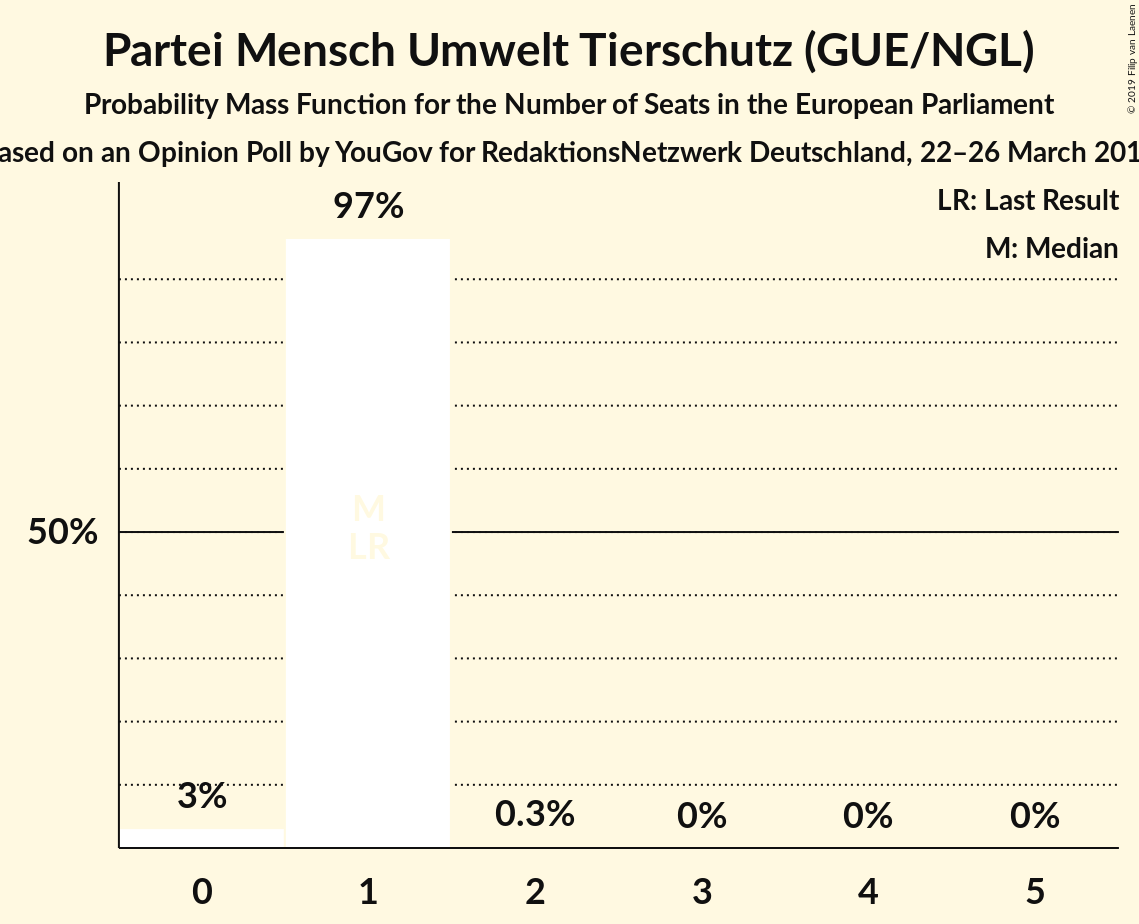 Partei Mensch Umwelt Tierschutz (GUE/NGL)
Probability Mass Function for the Number of Seats in the European Parliament
ased on an Opinion Poll by YouGov for RedaktionsNetzwerk Deutschland, 22–26 March 201
© 2019 Filip van Laenen
LR: Last Result
M: Median
97%
M
LR
50%
3%
0.3%
0%
0%
0%
0
1
2
3
4
5